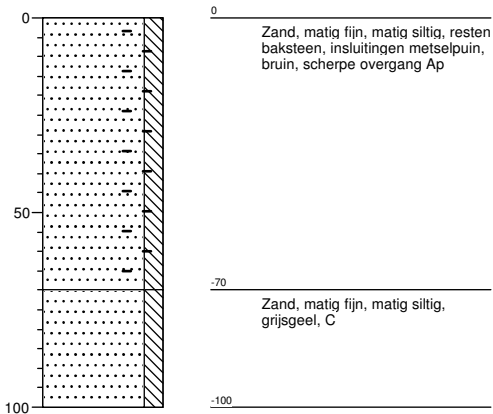 0
0
Zand, matig fijn, matig siltig, resten
baksteen, insluitingen metselpuin,
bruin, scherpe overgang Ap
50
-70
Zand, matig fijn, matig siltig,
grijsgeel, C
100
-100